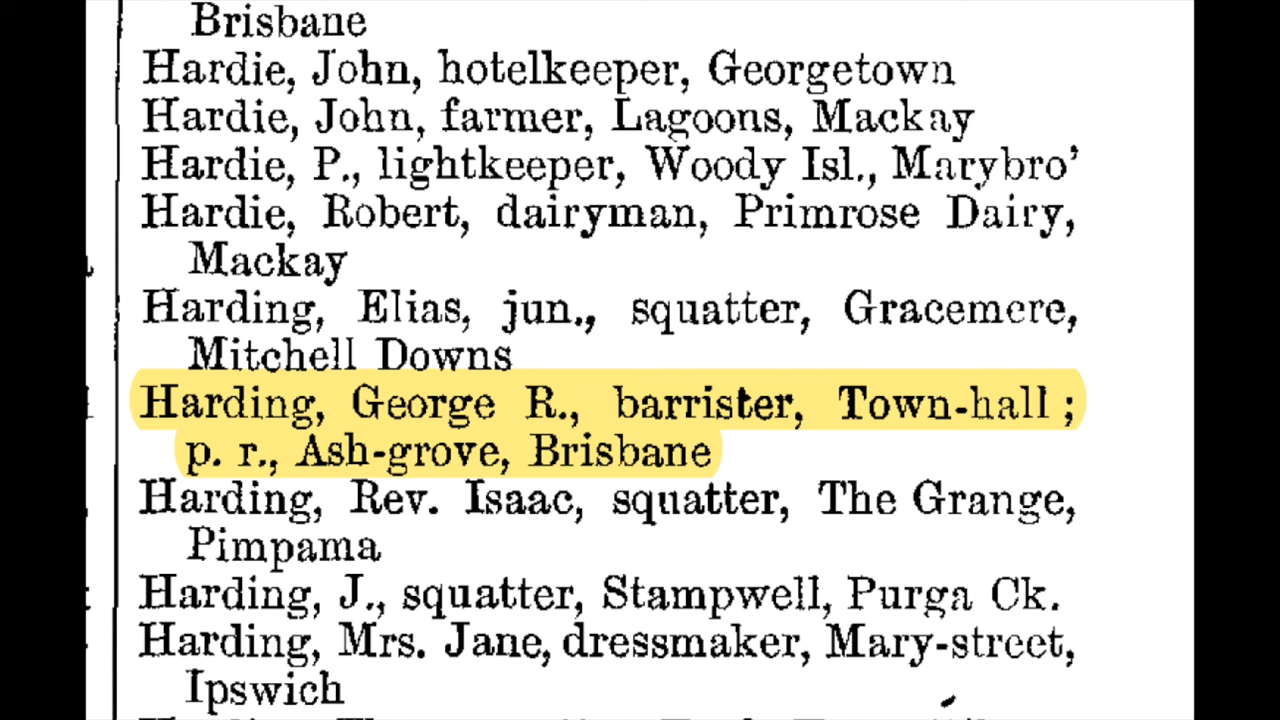 Brisbane
Hardie, John, hotelkeeper, Georgetown
Hardie, John, farmer, Lagoons, Mackay
Hardie, P., lightkeeper, Woody Isl., Marybro'
Hardie, Robert, dairyman, Primrose Dairy,
Mackay
Harding, Elias, jun., squatter, Gracemere,
Mitchell Downs
Harding, George R., barrister, Town-hall ;
p. r., Ash-grove, Brisbane
Harding, Rev. Isaac, squatter, The Grange,
Pimpama
Harding, J., squatter, Stampwell, Purga Ck.
Harding, Mrs. Jane, dressmaker, Mary-street,
Ipswich